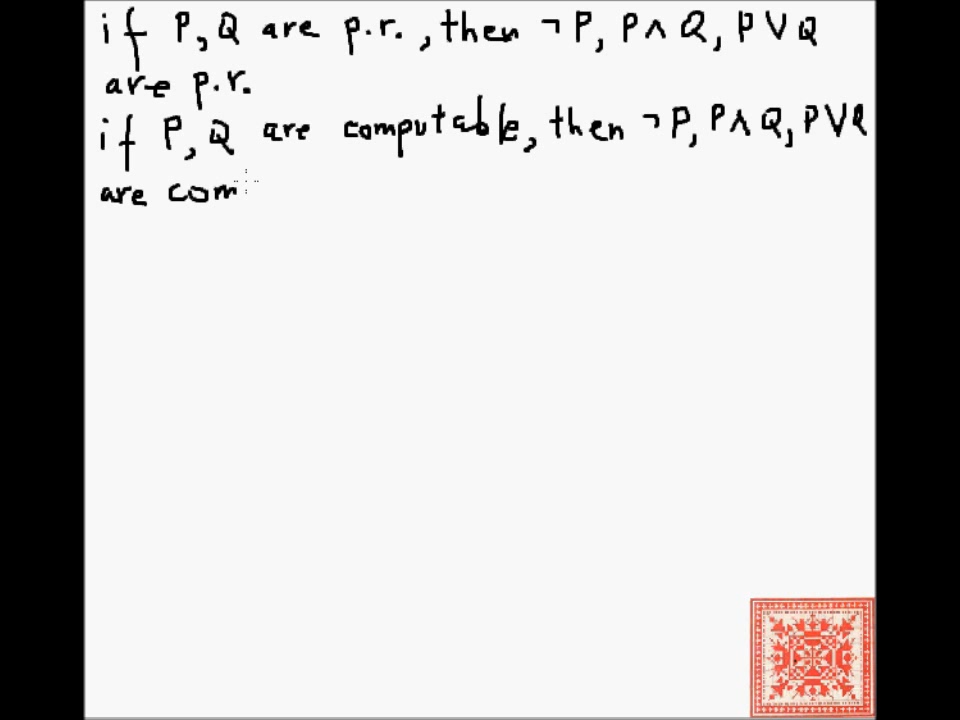 if P, Q are p.r., then ¬P, P∧Q, P∨Q
are p.r.
if P, Q are computable, then ¬P, P∧Q, P∨Q
are com